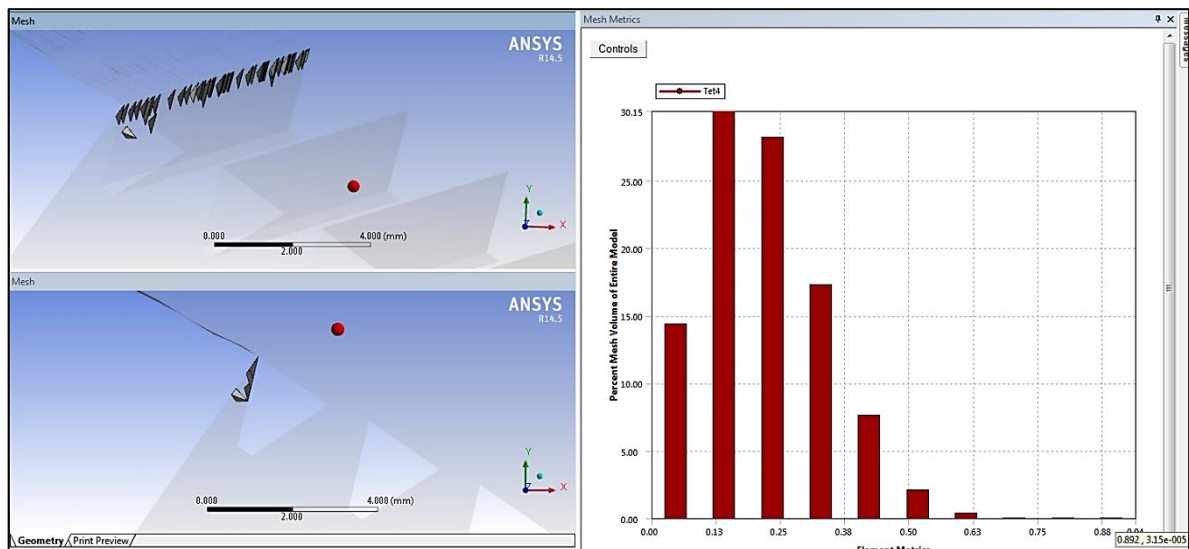 Mesh
ANSYS
R14.5
Y
X
Z
0.000
4.000 (mm)
2.000
Mesh
ANSYS
R14.5
Y
X
Z
0.000
4.000 (mm)
2.000
Geometry Print Preview
Mesh Metrics
messages
Controls
Tet4
Percent Mesh Volume of Entire Model
30.15
25.00
20.00
15.00
10.00
5.00
0.00
0.00 0.13 0.25 0.38 0.50 0.63 0.75 0.88
0.892 , 3.15e-005
Element Metrics